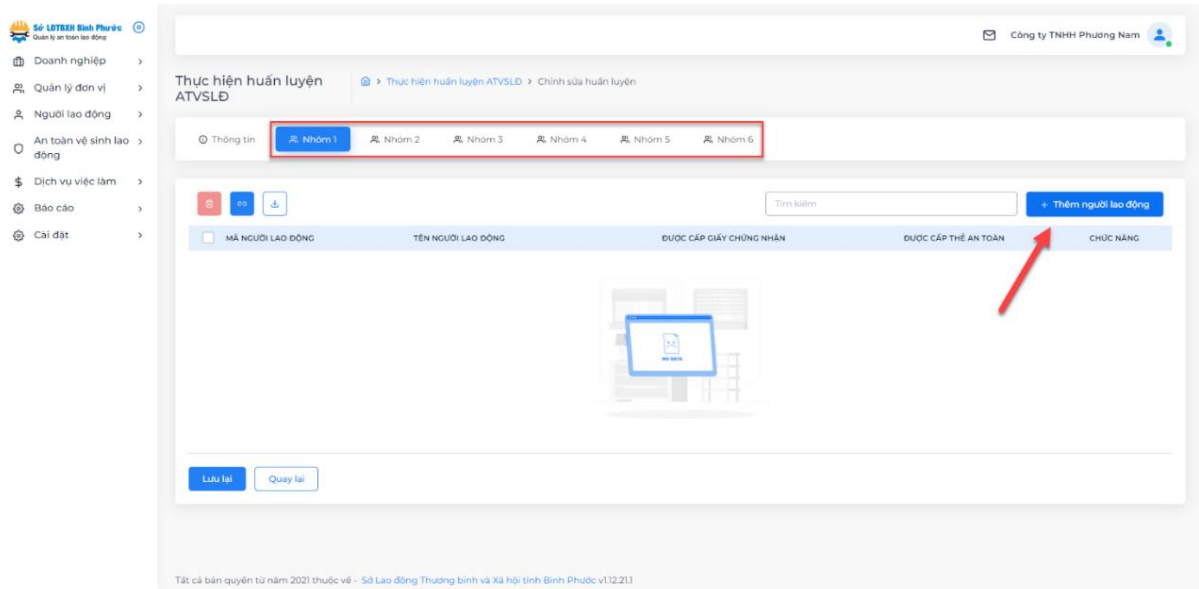 Sở LĐTBXH Bình Phước
Quản lý an toàn lao động
Công ty TNHH Phương Nam
Doanh nghiệp
Quản lý đơn vị
Người lao động
An toàn vệ sinh lao
động
Dịch vụ việc làm
Báo cáo
Cài đặt
Thực hiện huấn luyện
ATVSLĐ
Thực hiện huấn luyện ATVSLĐ > Chỉnh sửa huấn luyện
Thông tin
Nhóm 1
Nhóm 2
Nhóm 3
Nhóm 4
Nhóm 5
Nhóm 6
Tìm kiếm
+ Thêm người lao động
MÃ NGƯỜI LAO ĐỘNG
TÊN NGƯỜI LAO ĐỘNG
ĐƯỢC CẤP GIẤY CHỨNG NHẬN
ĐƯỢC CẤP THẺ AN TOÀN
CHỨC NĂNG
NO DATA
Lưu lại
Quay lại
Tất cả bản quyền từ năm 2021 thuộc về - Sở Lao động Thương binh và Xã hội tỉnh Bình Phước v1.12.21.1